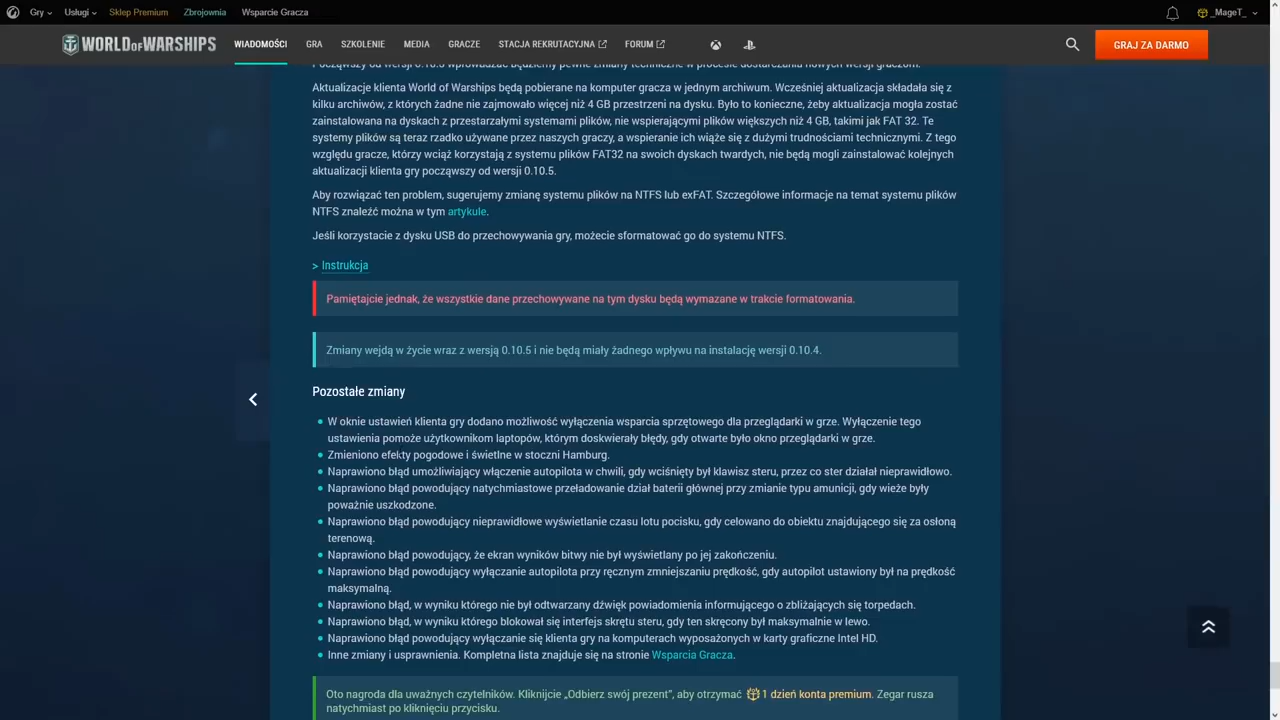 Gry
Usługi
Sklep Premium
Zbrojownia
Wsparcie Gracza
_MageT_
WORLD OF WARSHIPS
WIADOMOŚCI
GRA
SZKOLENIE
MEDIA
GRACZE
STACJA REKRUTACYJNA
FORUM
GRAJ ZA DARMO
Począwszy od wersji 0.10.5 wprowadzać będziemy pewne zmiany techniczne w procesie dostarczania nowych wersji graczom.
Aktualizacje klienta World of Warships będą pobierane na komputer gracza w jednym archiwum. Wcześniej aktualizacja składała się z
kilku archiwów, z których żadne nie zajmowało więcej niż 4 GB przestrzeni na dysku. Było to konieczne, żeby aktualizacja mogła zostać
zainstalowana na dyskach z przestarzałymi systemami plików, nie wspierającymi plików większych niż 4 GB, takimi jak FAT 32. Te
systemy plików są teraz rzadko używane przez naszych graczy, a wspieranie ich wiąże się z dużymi trudnościami technicznymi. Z tego
względu gracze, którzy wciąż korzystają z systemu plików FAT32 na swoich dyskach twardych, nie będą mogli zainstalować kolejnych
aktualizacji klienta gry począwszy od wersji 0.10.5.
Aby rozwiązać ten problem, sugerujemy zmianę systemu plików na NTFS lub exFAT. Szczegółowe informacje na temat systemu plików
NTFS znaleźć można w tym artykule.
Jeśli korzystacie z dysku USB do przechowywania gry, możecie sformatować go do systemu NTFS.
> Instrukcja
Pamiętajcie jednak, że wszystkie dane przechowywane na tym dysku będą wymazane w trakcie formatowania.
Zmiany wejdą w życie wraz z wersją 0.10.5 i nie będą miały żadnego wpływu na instalację wersji 0.10.4.
Pozostałe zmiany
W oknie ustawień klienta gry dodano możliwość wyłączenia wsparcia sprzętowego dla przeglądarki w grze. Wyłączenie tego
ustawienia pomoże użytkownikom laptopów, którym doskwierały błędy, gdy otwarte było okno przeglądarki w grze.
Zmieniono efekty pogodowe i świetlne w stoczni Hamburg.
Naprawiono błąd umożliwiający włączenie autopilota w chwili, gdy wciśnięty był klawisz steru, przez co ster działał nieprawidłowo.
Naprawiono błąd powodujący natychmiastowe przeładowanie dział baterii głównej przy zmianie typu amunicji, gdy wieże były
poważnie uszkodzone.
Naprawiono błąd powodujący nieprawidłowe wyświetlanie czasu lotu pocisku, gdy celowano do obiektu znajdującego się za osłoną
terenową.
Naprawiono błąd powodujący, że ekran wyników bitwy nie był wyświetlany po jej zakończeniu.
Naprawiono błąd powodujący wyłączanie autopilota przy ręcznym zmniejszaniu prędkość, gdy autopilot ustawiony był na prędkość
maksymalną.
Naprawiono błąd, w wyniku którego nie był odtwarzany dźwięk powiadomienia informującego o zbliżających się torpedach.
Naprawiono błąd, w wyniku którego blokował się interfejs skrętu steru, gdy ten skręcony był maksymalnie w lewo.
Naprawiono błąd powodujący wyłączanie się klienta gry na komputerach wyposażonych w karty graficzne Intel HD.
Inne zmiany i usprawnienia. Kompletna lista znajduje się na stronie Wsparcia Gracza.
Oto nagroda dla uważnych czytelników. Kliknijcie „Odbierz swój prezent", aby otrzymać 1 dzień konta premium. Zegar rusza
natychmiast po kliknięciu przycisku.